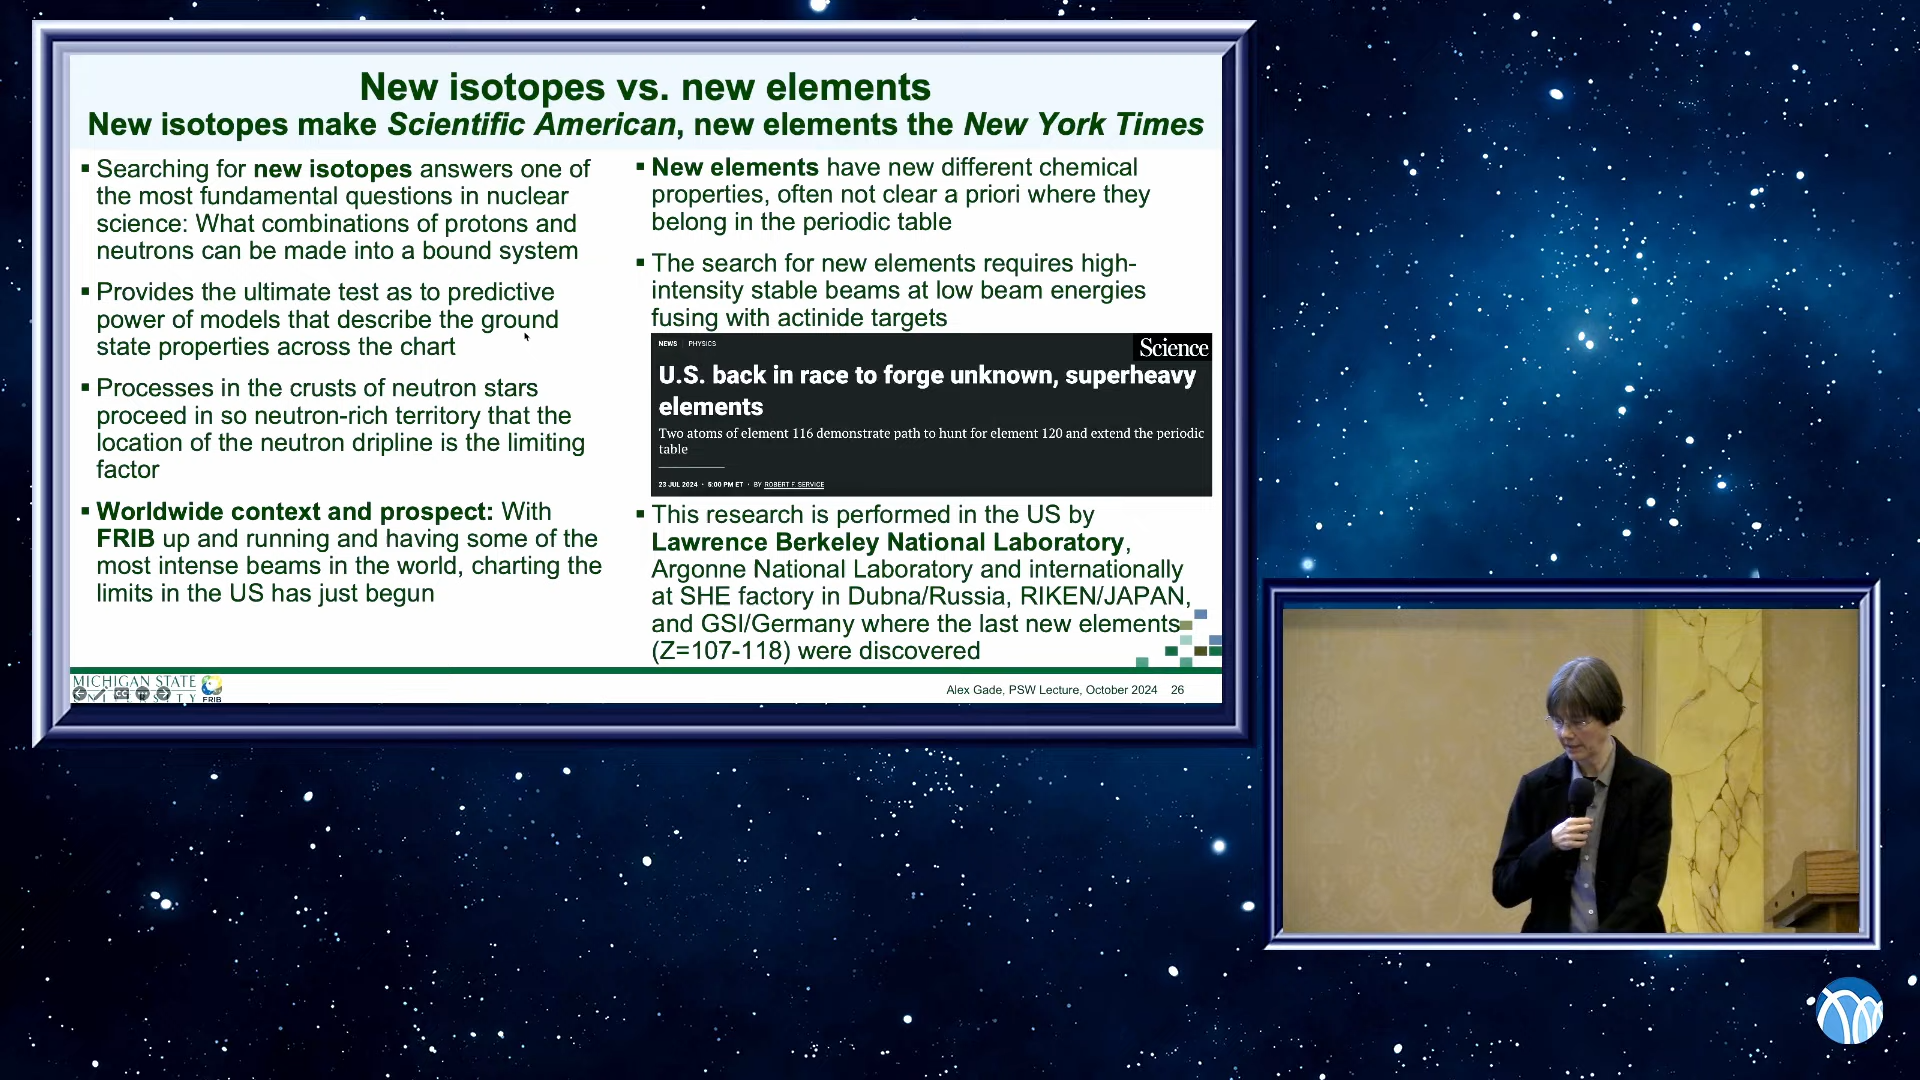 New isotopes vs. new elements
New isotopes make Scientific American, new elements the New York Times
▪ Searching for new isotopes answers one of
the most fundamental questions in nuclear
science: What combinations of protons and
neutrons can be made into a bound system
▪ Provides the ultimate test as to predictive
power of models that describe the ground
state properties across the chart
▪ Processes in the crusts of neutron stars
proceed in so neutron-rich territory that the
location of the neutron dripline is the limiting
factor
▪ Worldwide context and prospect: With
FRIB up and running and having some of the
most intense beams in the world, charting the
limits in the US has just begun
▪ New elements have new different chemical
properties, often not clear a priori where they
belong in the periodic table
▪ The search for new elements requires high-
intensity stable beams at low beam energies
fusing with actinide targets
NEWS PHYSICS
Science
U.S. back in race to forge unknown, superheavy
elements
Two atoms of element 116 demonstrate path to hunt for element 120 and extend the periodic
table
23 JUL 2024 · 5:00 PM ET · BY ROBERT F. SERVICE
▪ This research is performed in the US by
Lawrence Berkeley National Laboratory,
Argonne National Laboratory and internationally
at SHE factory in Dubna/Russia, RIKEN/JAPAN,
and GSI/Germany where the last new elements
(Z=107-118) were discovered
MICHIGAN STATE
UNIVERSITY
FRIB
Alex Gade, PSW Lecture, October 2024 26